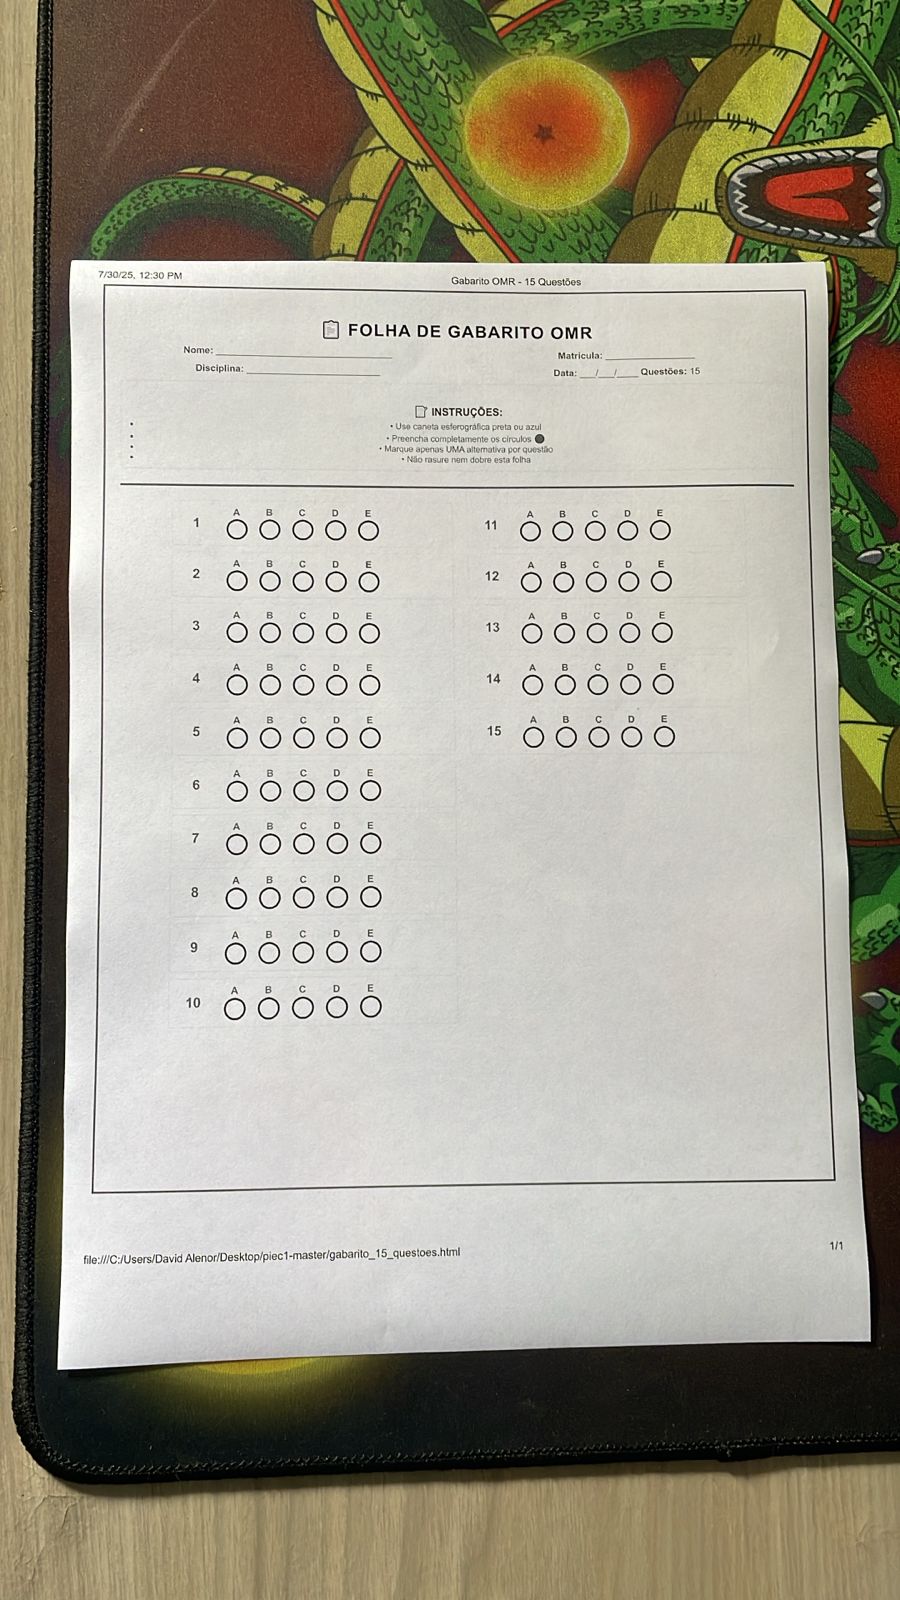 7/30/25, 12:30 PM
Gabarito OMR - 15 Questões
FOLHA DE GABARITO OMR
Nome: ____________________ Matricula: ____________________
Disciplina: ____________________ Data: ___/___/____ Questões: 15
INSTRUÇÕES:
• Use caneta esferográfica preta ou azul
• Preencha completamente os círculos
• Marque apenas UMA alternativa por questão
• Não rasure nem dobre esta folha
1 A B C D E 11 A B C D E
2 A B C D E 12 A B C D E
3 A B C D E 13 A B C D E
4 A B C D E 14 A B C D E
5 A B C D E 15 A B C D E
6 A B C D E
7 A B C D E
8 A B C D E
9 A B C D E
10 A B C D E
file:///C:/Users/David Alenor/Desktop/piec1-master/gabarito_15_questoes.html
1/1